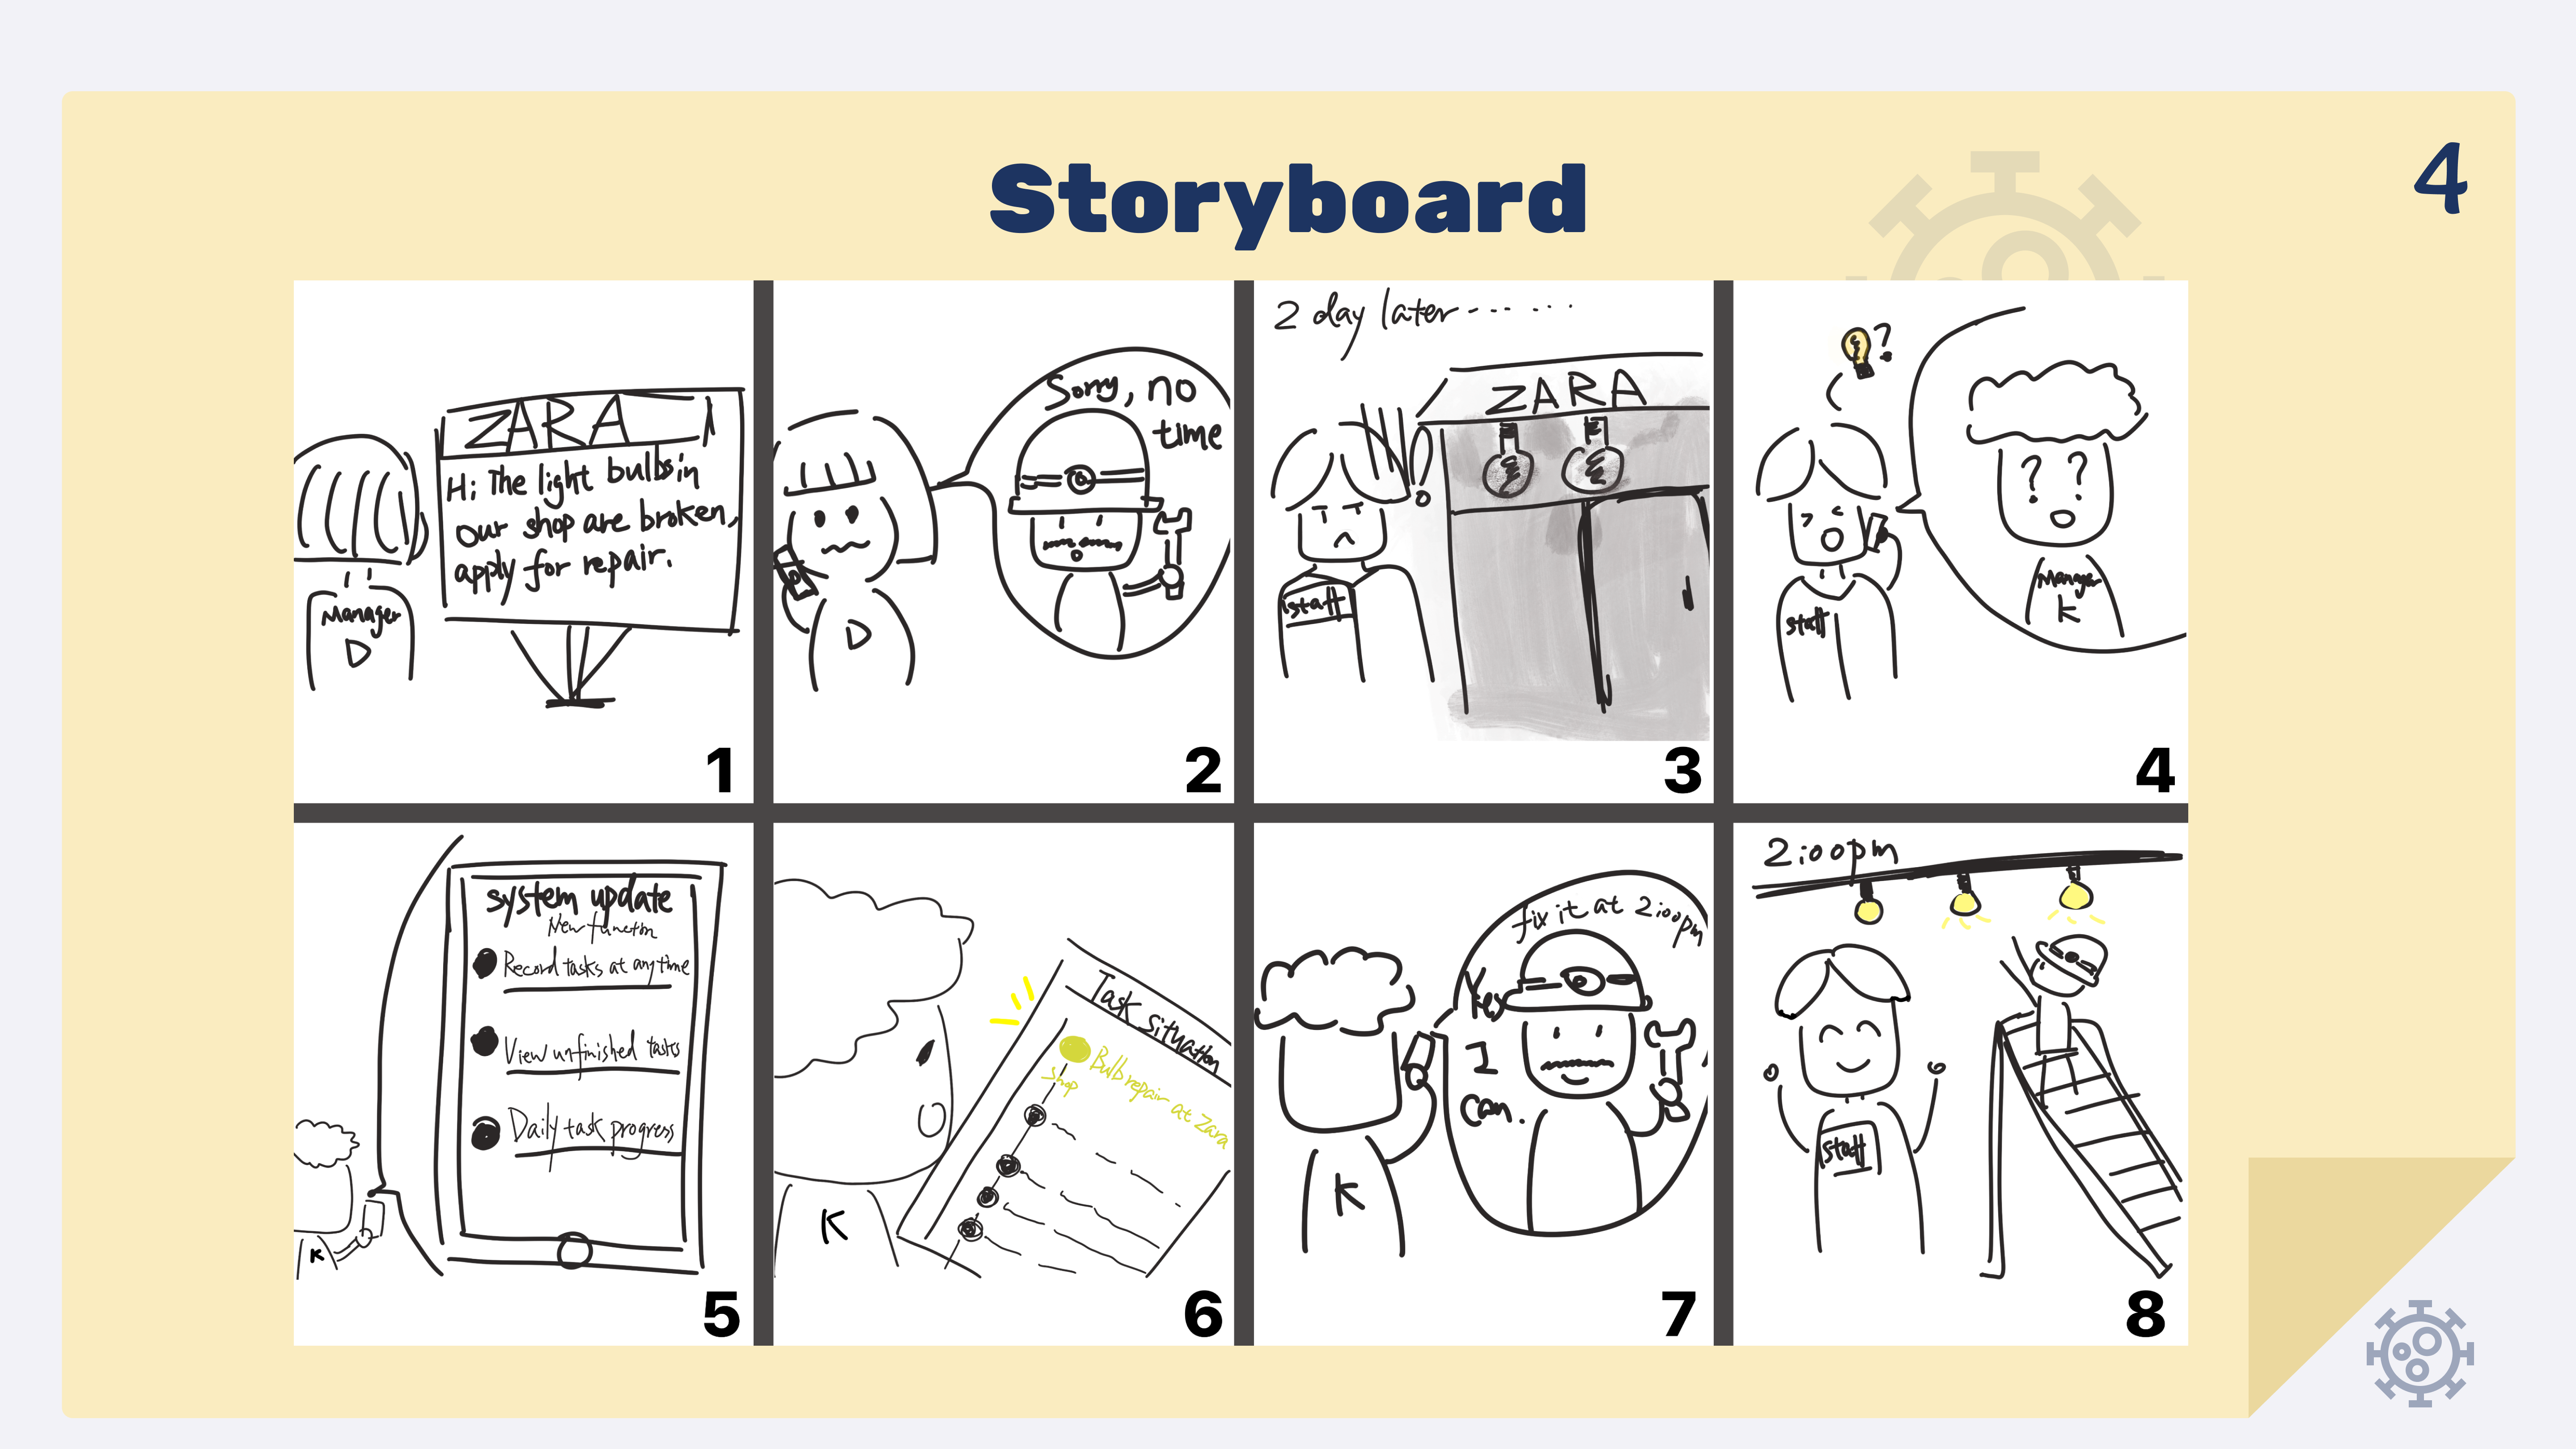 Storyboard
4
ZARA
Hi: The light bulbs in
our shop are broken,
apply for repair.
Manager
D
1
Sorry, no
time
D
2
2 day later-----...
ZARA
staff
3
?
? ?
Manager
K
staff
4
system update
New function
Record tasks at anytime
View unfinished tasks
Daily task progress
K
5
Task situation
Bulb repair at Zara
shop
K
6
fix it at 2:00pm
Yes
I
can.
K
7
2:00pm
staff
8